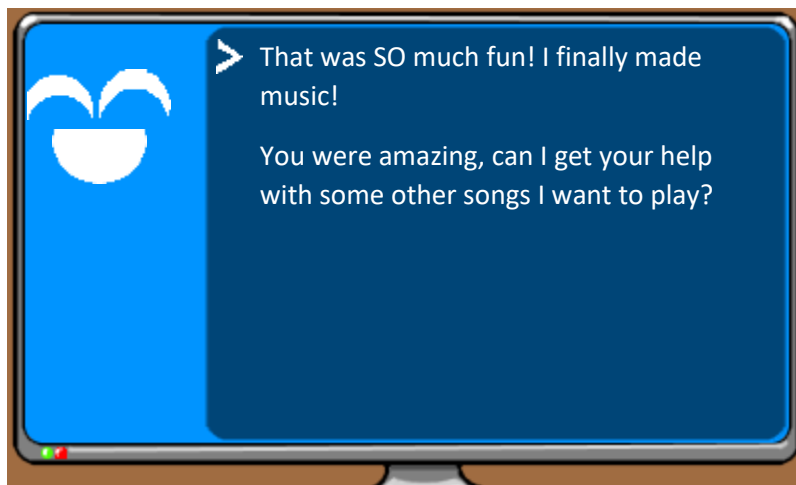 That was SO much fun! I finally made
music!
You were amazing, can I get your help
with some other songs I want to play?